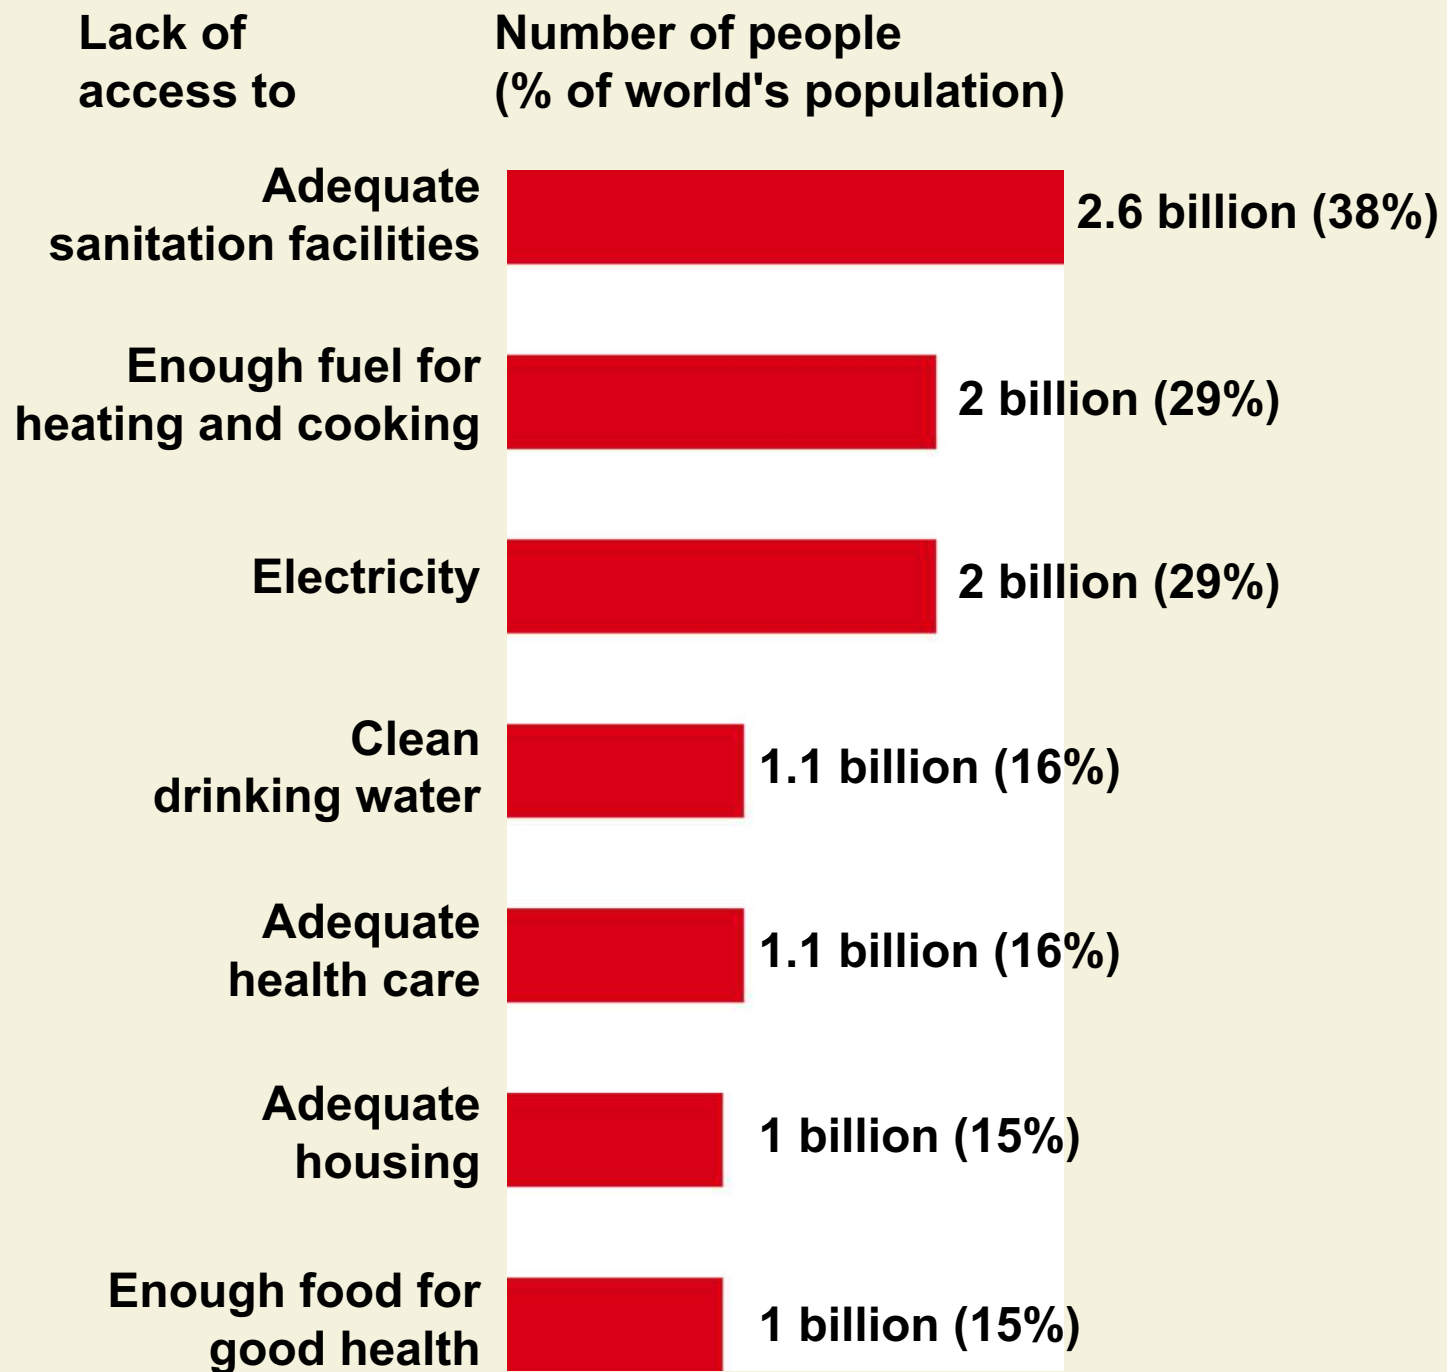 Lack of
access to
Number of people
(% of world's population)
Adequate
sanitation facilities
2.6 billion (38%)
Enough fuel for
heating and cooking
2 billion (29%)
Electricity
2 billion (29%)
Clean
drinking water
1.1 billion (16%)
Adequate
health care
1.1 billion (16%)
Adequate
housing
1 billion (15%)
Enough food for
good health
1 billion (15%)